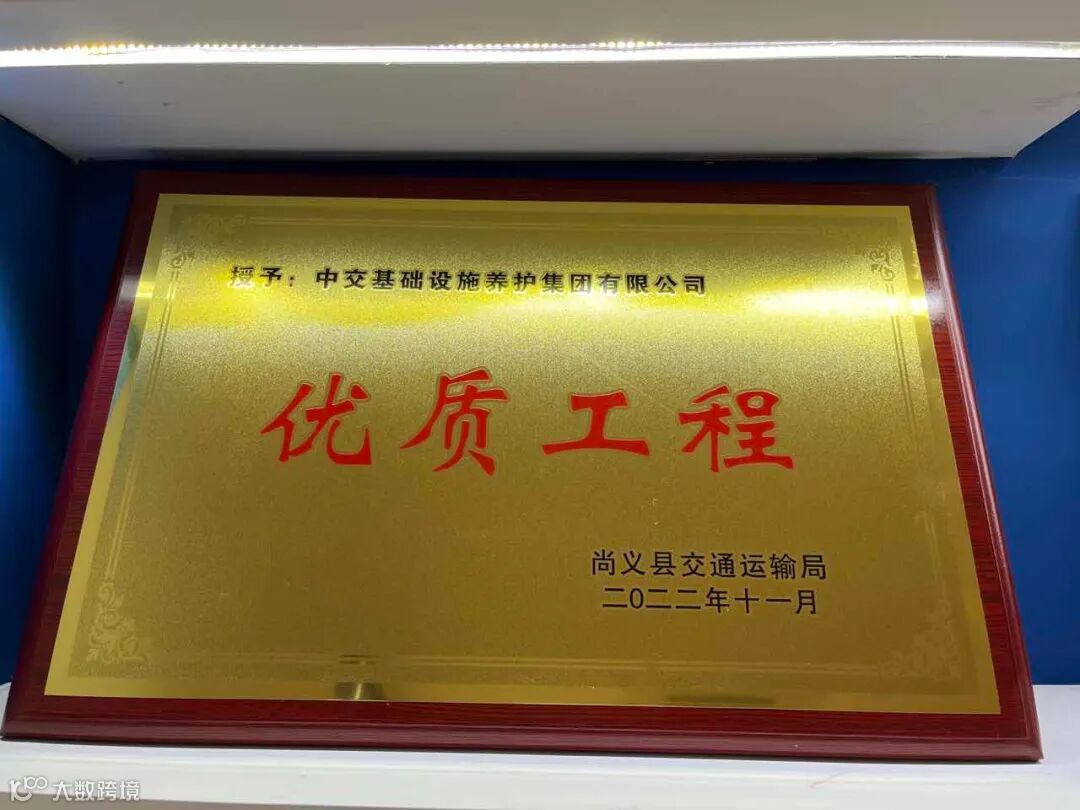 授予：中交基础设施养护集团有限公司
优质工程
尚义县交通运输局
二0二二年十一月
大数跨境